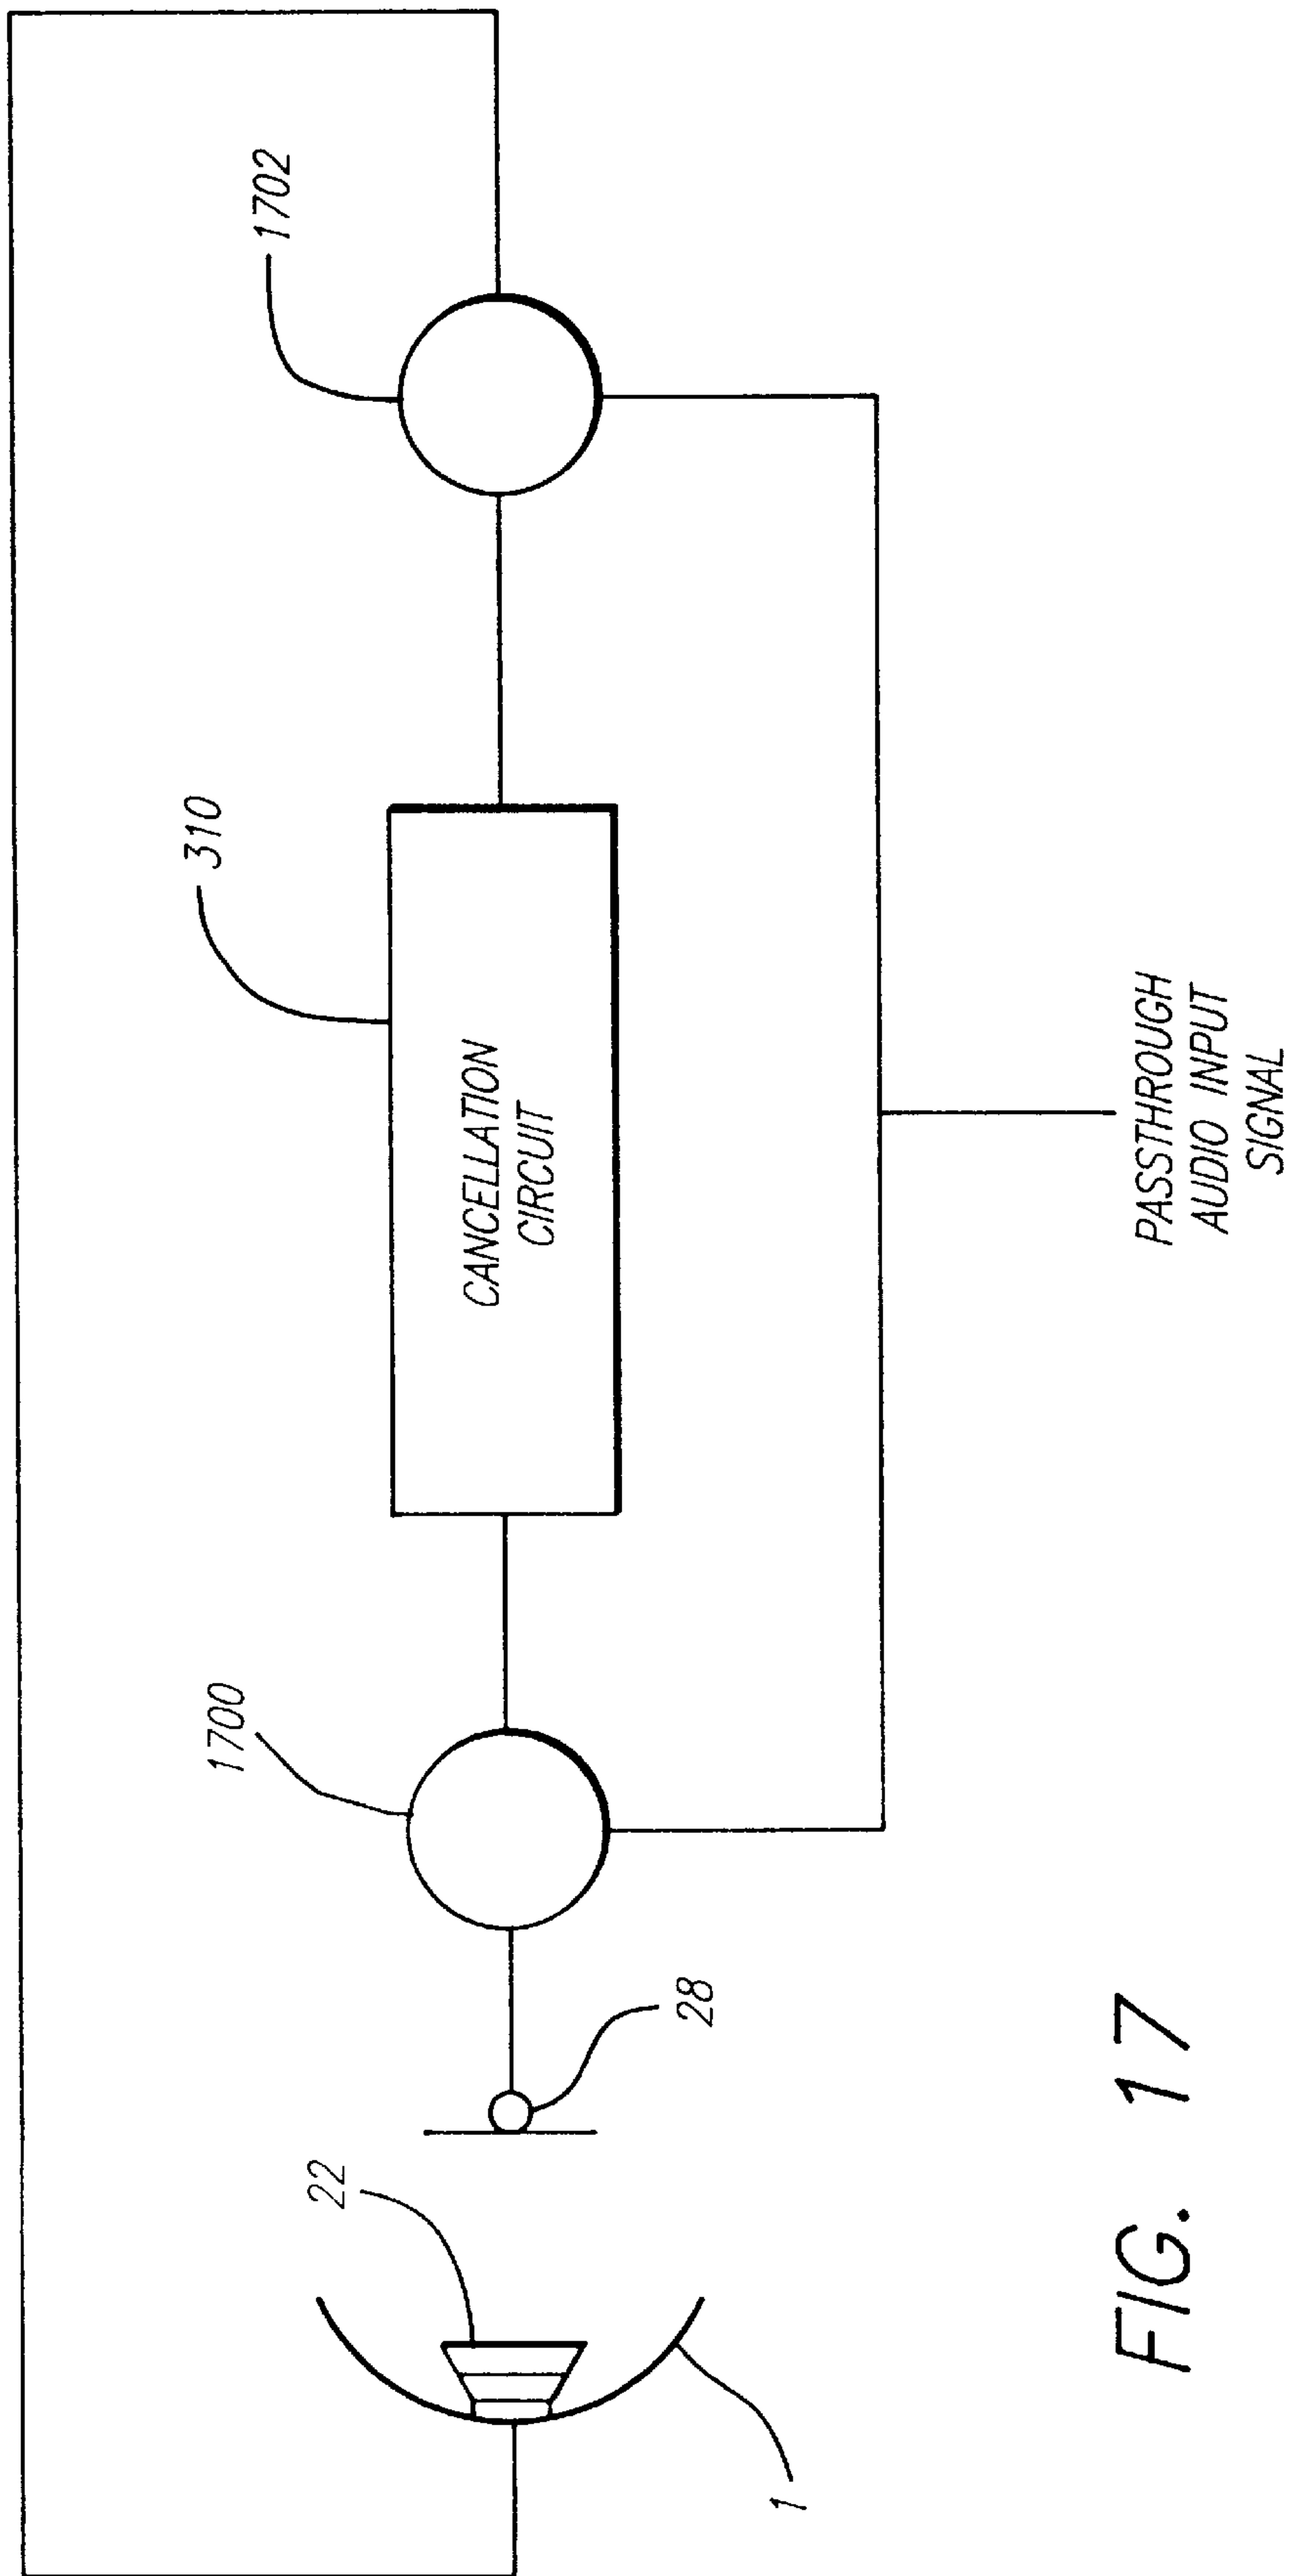 1702
310
1700
22
28
1
CANCELLATION
CIRCUIT
PASSTHROUGH
AUDIO INPUT
SIGNAL
FIG. 17